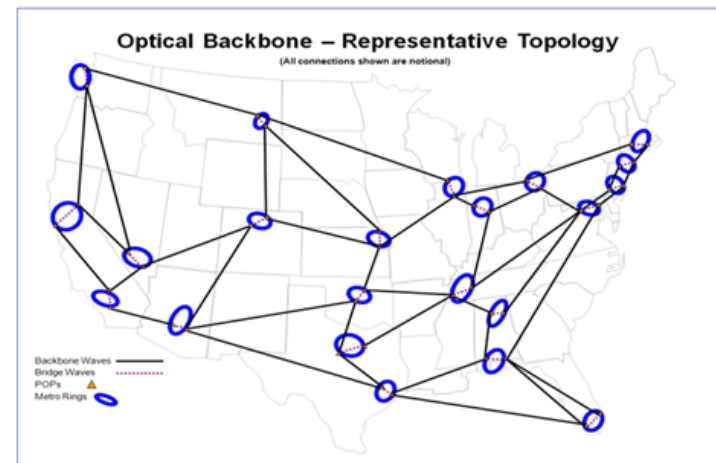 Optical Backbone – Representative Topology
(All connections shown are notional)
Backbone Waves
Bridge Waves
POPs
Metro Rings